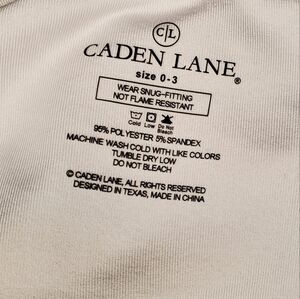 C|L
CADEN LANE®
size 0-3
WEAR SNUG-FITTING
NOT FLAME RESISTANT
Cold Low Do Not Bleach
95% POLYESTER 5% SPANDEX
MACHINE WASH COLD WITH LIKE COLORS
TUMBLE DRY LOW
DO NOT BLEACH
© CADEN LANE, ALL RIGHTS RESERVED
DESIGNED IN TEXAS, MADE IN CHINA